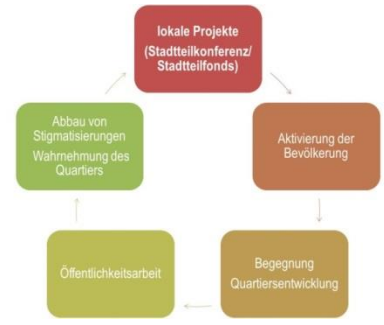 lokale Projekte
(Stadtteilkonferenz/
Stadtteilfonds)
Aktivierung der
Bevölkerung
Begegnung
Quartiersentwicklung
Öffentlichkeitsarbeit
Abbau von
Stigmatisierungen
Wahrnehmung des
Quartiers